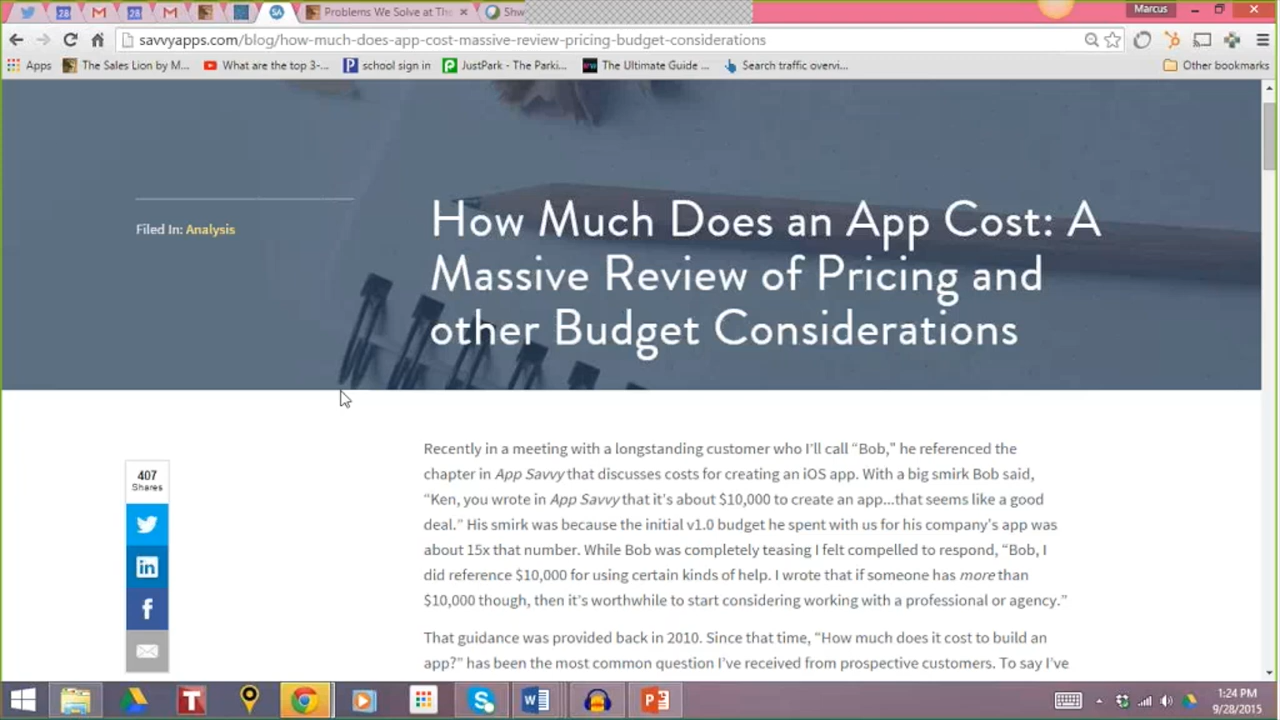 28
28
SA
Problems We Solve at The
Shw
Marcus
savvyapps.com/blog/how-much-does-app-cost-massive-review-pricing-budget-considerations
Apps
The Sales Lion by M...
What are the top 3-...
school sign in
JustPark - The Parki...
The Ultimate Guide ...
Search traffic overvi...
Other bookmarks
Filed In: Analysis
How Much Does an App Cost: A
Massive Review of Pricing and
other Budget Considerations
407
Shares
Recently in a meeting with a longstanding customer who I'll call “Bob,” he referenced the
chapter in App Savvy that discusses costs for creating an iOS app. With a big smirk Bob said,
“Ken, you wrote in App Savvy that it's about $10,000 to create an app...that seems like a good
deal.” His smirk was because the initial v1.0 budget he spent with us for his company's app was
about 15x that number. While Bob was completely teasing I felt compelled to respond, “Bob, I
did reference $10,000 for using certain kinds of help. I wrote that if someone has more than
$10,000 though, then it's worthwhile to start considering working with a professional or agency.”
That guidance was provided back in 2010. Since that time, “How much does it cost to build an
app?” has been the most common question I've received from prospective customers. To say I've
1:24 PM
9/28/2015